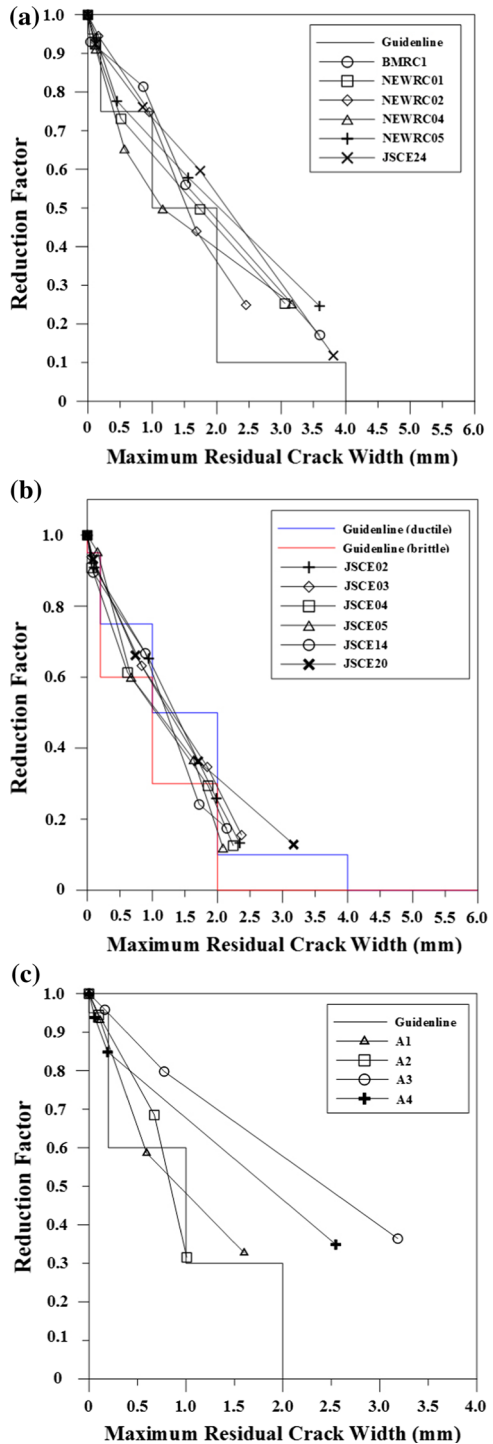 (a)
1.0
0.9
0.8
0.7
0.6
0.5
0.4
0.3
0.2
0.1
0
Reduction Factor
Guidenline
BMRC1
NEWRC01
NEWRC02
NEWRC04
NEWRC05
JSCE24
0 0.5 1.0 1.5 2.0 2.5 3.0 3.5 4.0 4.5 5.0 6.0
Maximum Residual Crack Width (mm)
(b)
1.0
0.8
0.6
0.4
0.2
0
Reduction Factor
Guidenline (ductile)
Guidenline (brittle)
JSCE02
JSCE03
JSCE04
JSCE05
JSCE14
JSCE20
0 0.5 1.0 1.5 2.0 2.5 3.0 3.5 4.0 4.5 5.0 6.0
Maximum Residual Crack Width (mm)
(c)
1.0
0.9
0.8
0.7
0.6
0.5
0.4
0.3
0.2
0.1
0
Reduction Factor
Guidenline
A1
A2
A3
A4
0 0.5 1.0 1.5 2.0 2.5 3.0 3.5 4.0
Maximum Residual Crack Width (mm)